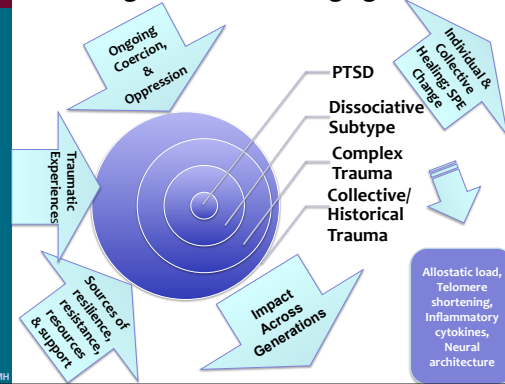 Ongoing
Coercion,
&
Oppression
Individual &
Collective
Healing; SPE
Change
PTSD
Dissociative
Subtype
Complex
Trauma
Collective/
Historical
Trauma
Traumatic
Experiences
Sources of
resilience,
resistance,
resources
& support
Impact
Across
Generations
Allostatic load,
Telomere
shortening,
Inflammatory
cytokines,
Neural
architecture
MH